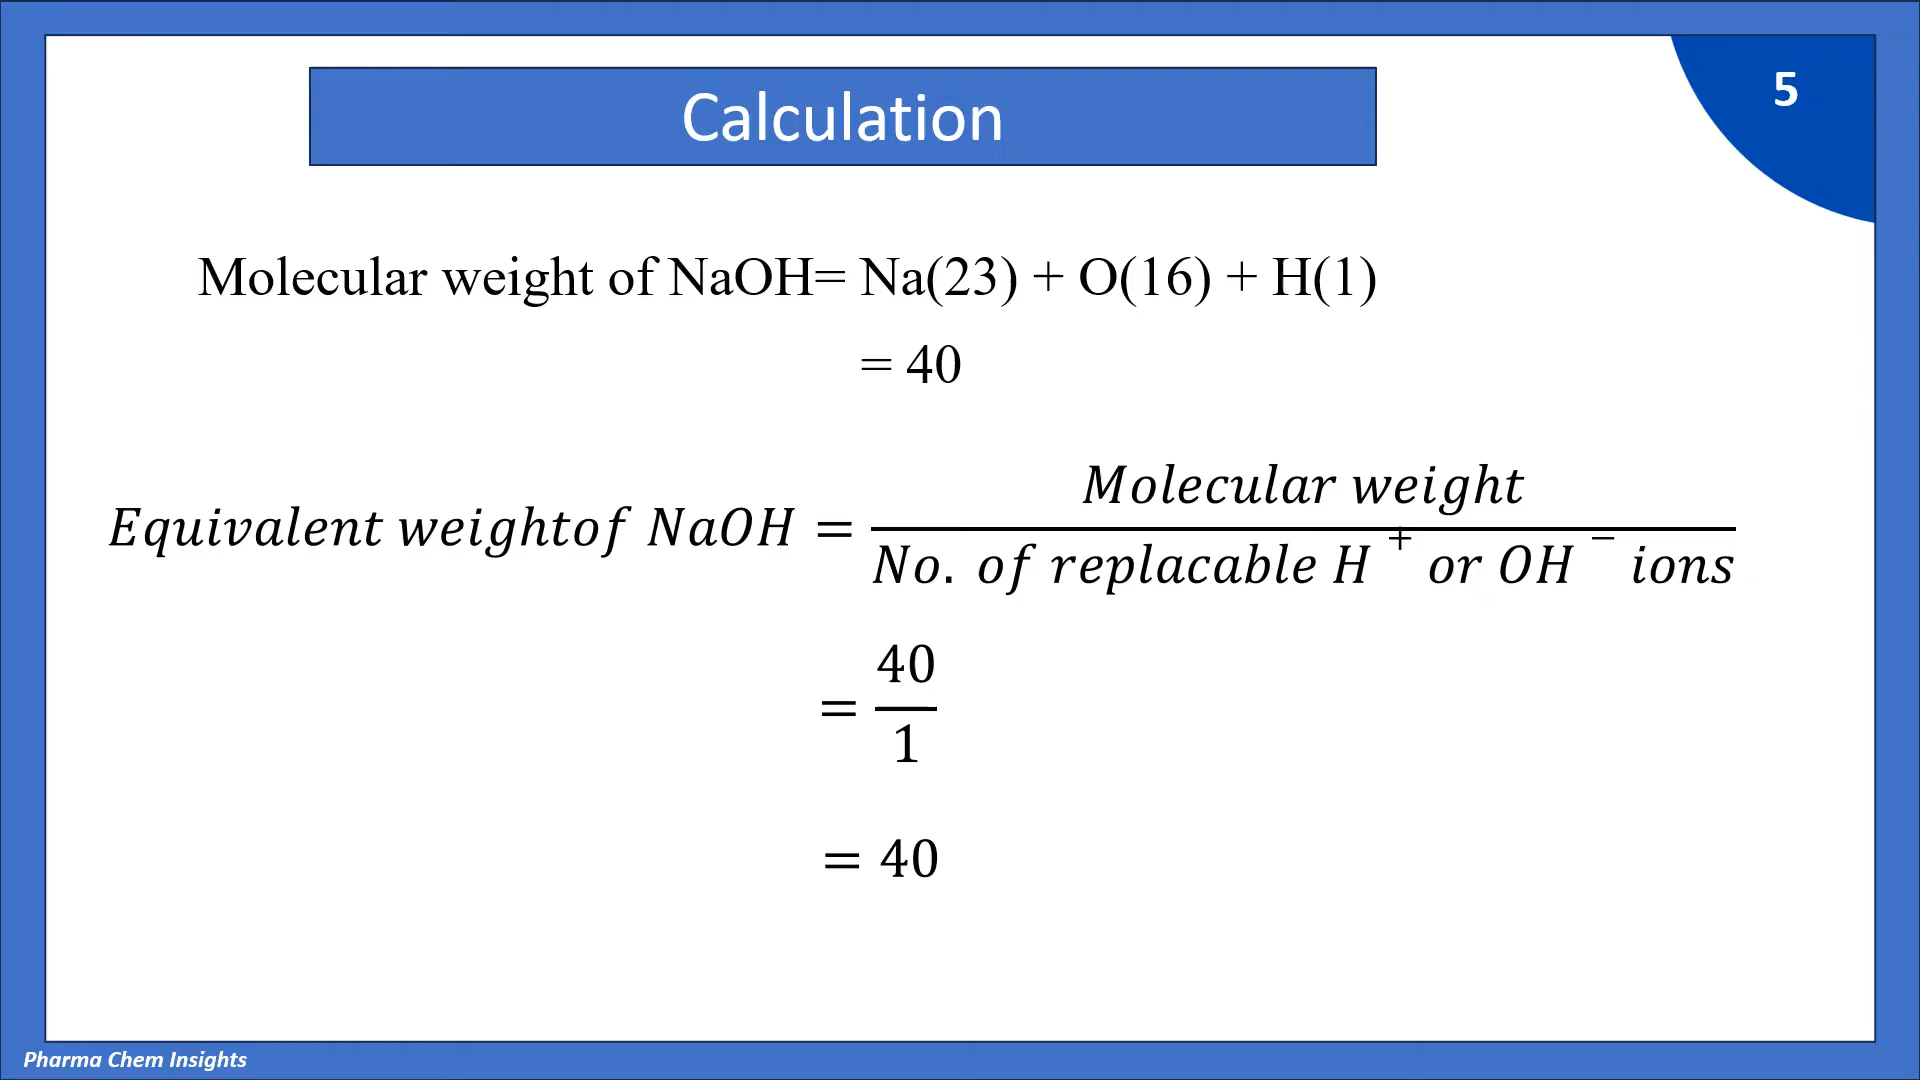 Calculation
5
Molecular weight of NaOH= Na(23) + O(16) + H(1)
= 40
Equivalent weightof NaOH = Molecular weight / No. of replacable H⁺ or OH⁻ ions
= 40 / 1
= 40
Pharma Chem Insights